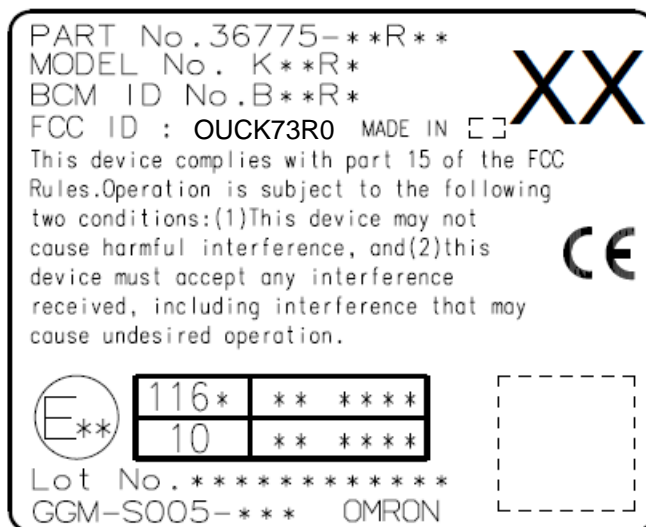 PART No.36775-**R**
MODEL No. K**R*
BCM ID No.B**R*
XX
FCC ID : OUCK73R0 MADE IN
This device complies with part 15 of the FCC
Rules.Operation is subject to the following
two conditions:(1)This device may not
cause harmful interference, and(2)this
device must accept any interference
received, including interference that may
cause undesired operation.
CE
E**
116* ** ****
10 ** ****
Lot No.************
GGM-S005-*** OMRON